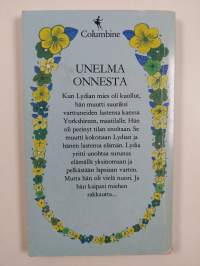 Columbine
UNELMA
ONNESTA
Kun Lydian mies oli kuollut,
hän muutti suuriksi
varttuneiden lastensa kanssa
Yorkshireen, maatilalle. Hän
oli perinyt tilan enoltaan. Se
muutti kokonaan Lydian ja
hänen lastensa elämän. Lydia
yritti unohtaa surunsa
elämällä yksinomaan ja
pelkästään lapsiaan varten.
Mutta hän oli vielä nuori. Ja
hän kaipasi miehen
rakkautta...